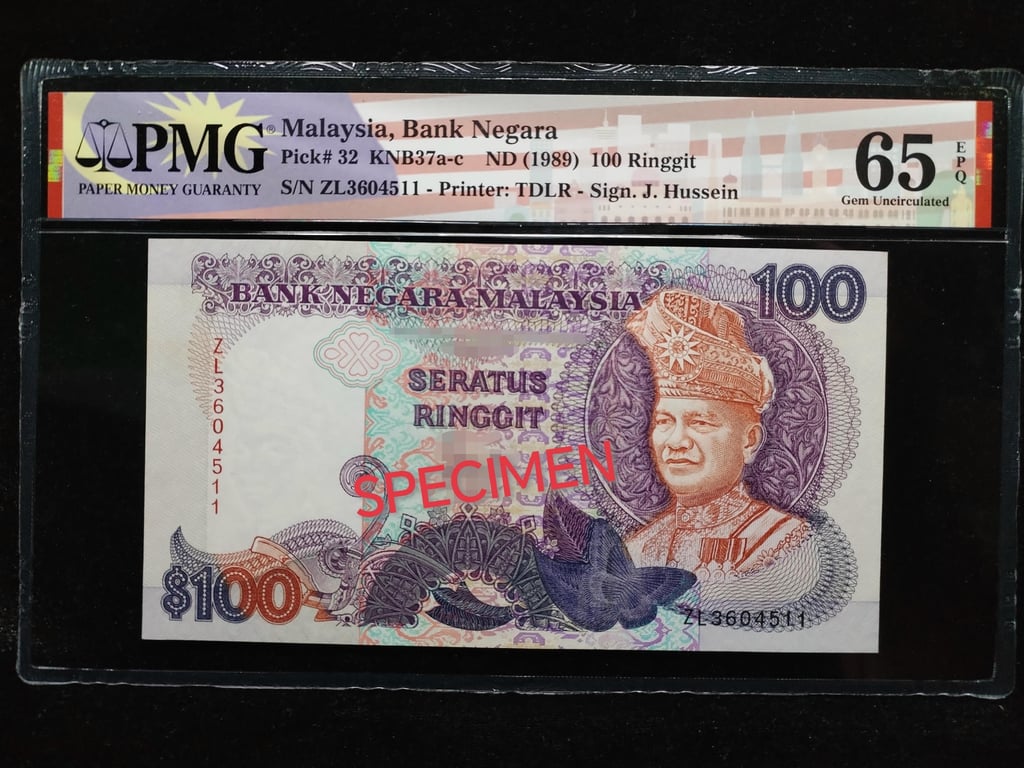 PMG®
PAPER MONEY GUARANTY
Malaysia, Bank Negara
Pick# 32 KNB37a-c ND (1989) 100 Ringgit
S/N ZL3604511 - Printer: TDLR - Sign. J. Hussein
65 EPQ
Gem Uncirculated
BANK NEGARA MALAYSIA
100
ZL3604511
SERATUS
RINGGIT
SPECIMEN
$100
ZL3604511